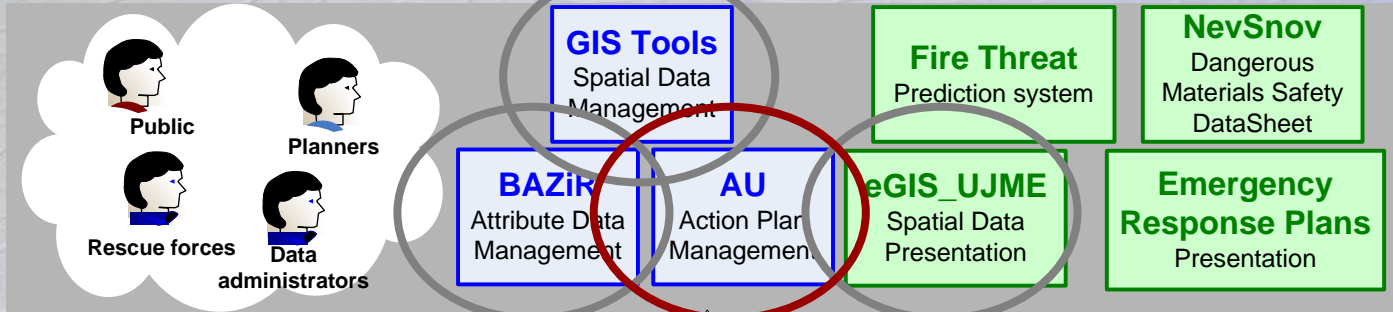 Public
Planners
Rescue forces
Data
administrators
GIS Tools
Spatial Data
Management
BAZiR
Attribute Data
Management
AU
Action Plan
Management
Fire Threat
Prediction system
NevSnov
Dangerous
Materials Safety
DataSheet
eGIS_UJME
Spatial Data
Presentation
Emergency
Response Plans
Presentation